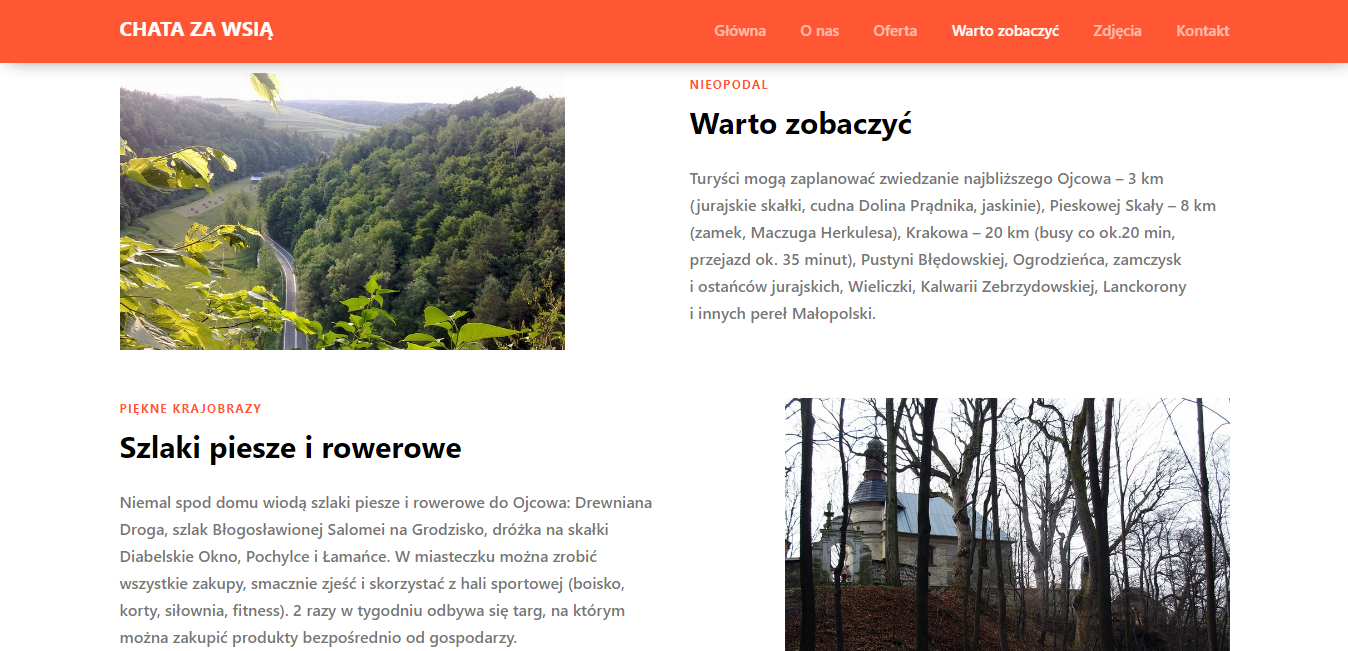 CHATA ZA WSIĄ
Główna O nas Oferta Warto zobaczyć Zdjęcia Kontakt
NIEOPODAL
Warto zobaczyć
Turyści mogą zaplanować zwiedzanie najbliższego Ojcowa – 3 km
(jurajskie skałki, cudna Dolina Prądnika, jaskinie), Pieskowej Skały – 8 km
(zamek, Maczuga Herkulesa), Krakowa – 20 km (busy co ok.20 min,
przejazd ok. 35 minut), Pustyni Błędowskiej, Ogrodzieńca, zamczysk
i ostańców jurajskich, Wieliczki, Kalwarii Zebrzydowskiej, Lanckorony
i innych pereł Małopolski.
PIĘKNE KRAJOBRAZY
Szlaki piesze i rowerowe
Niemal spod domu wiodą szlaki piesze i rowerowe do Ojcowa: Drewniana
Droga, szlak Błogosławionej Salomei na Grodzisko, dróżka na skałki
Diabelskie Okno, Pochylce i Łamańce. W miasteczku można zrobić
wszystkie zakupy, smacznie zjeść i skorzystać z hali sportowej (boisko,
korty, siłownia, fitness). 2 razy w tygodniu odbywa się targ, na którym
można zakupić produkty bezpośrednio od gospodarzy.